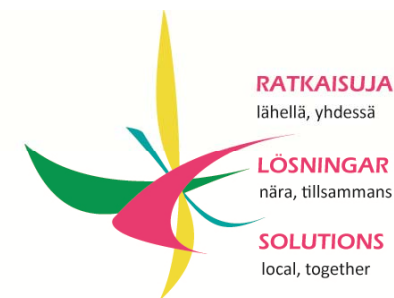 RATKAISUJA
lähellä, yhdessä
LÖSNINGAR
nära, tillsammans
SOLUTIONS
local, together